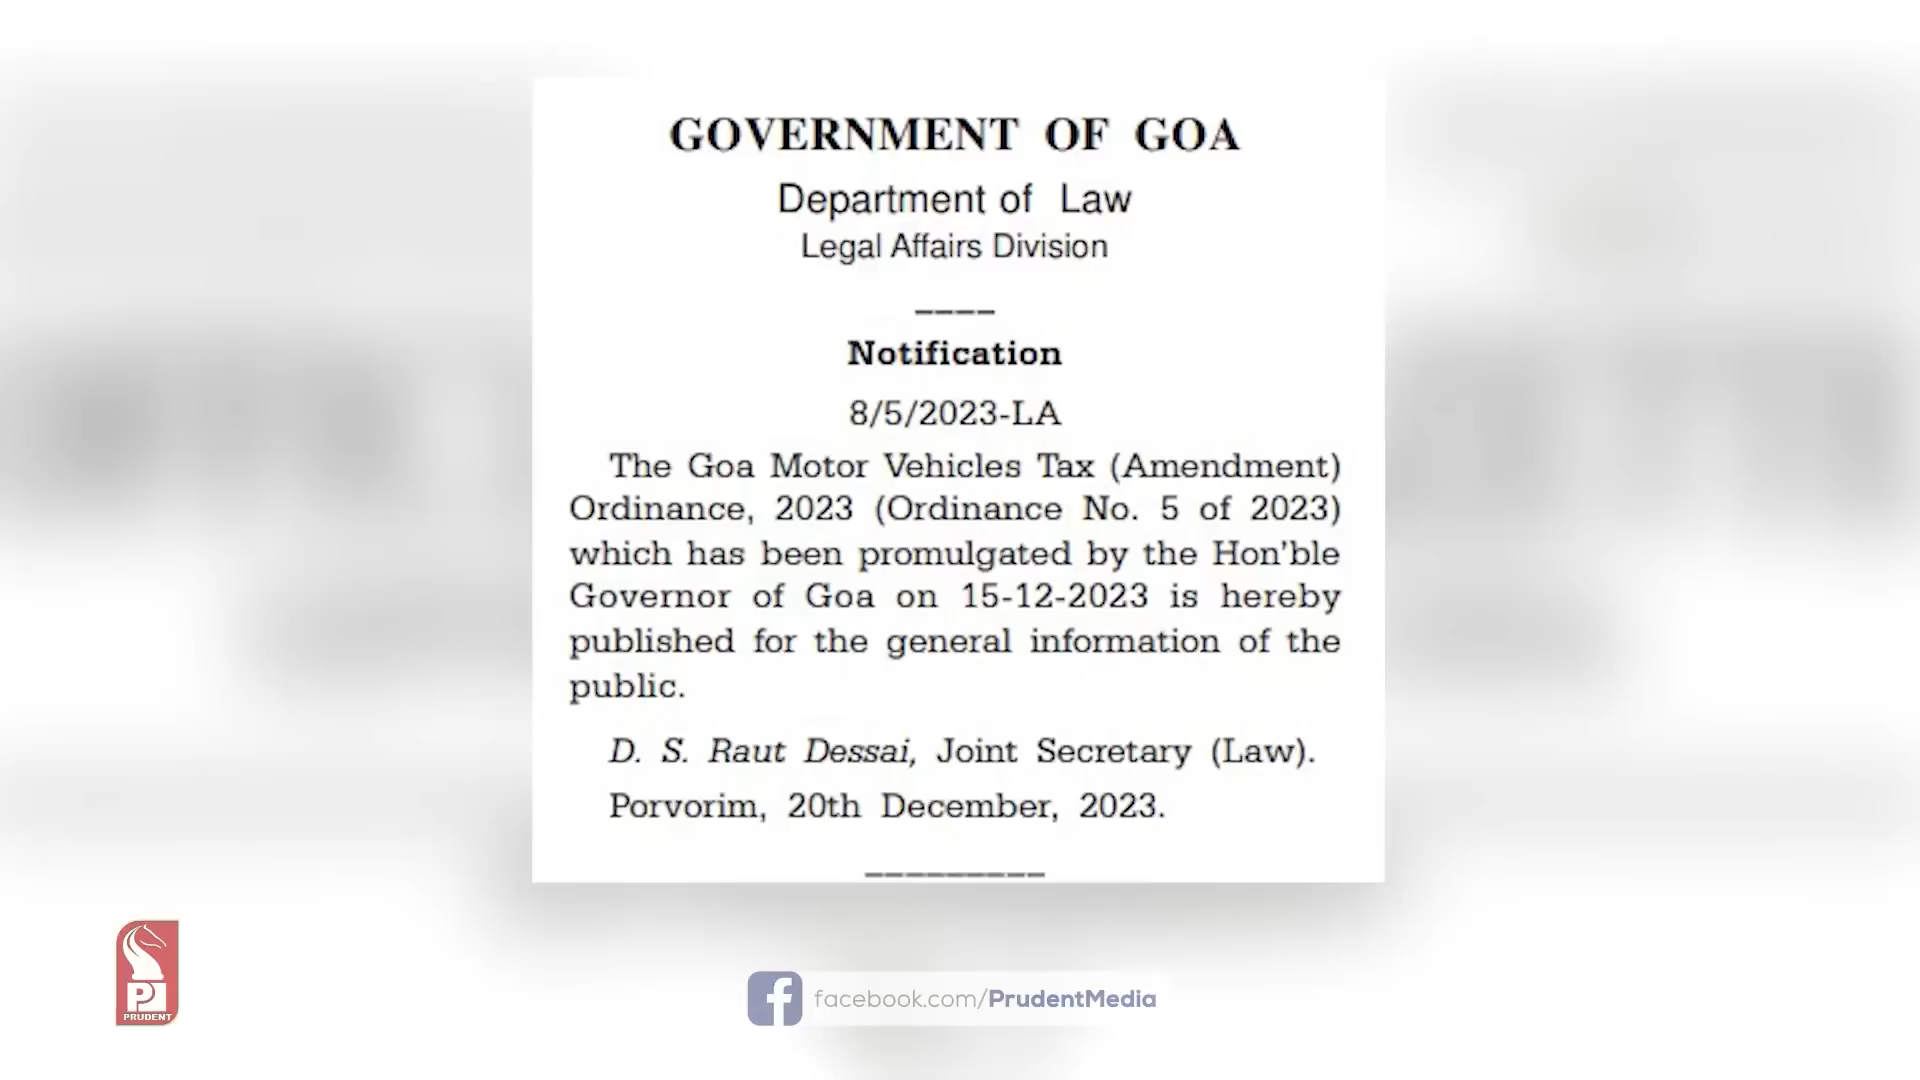 GOVERNMENT OF GOA
Department of Law
Legal Affairs Division
Notification
8/5/2023-LA
The Goa Motor Vehicles Tax (Amendment)
Ordinance, 2023 (Ordinance No. 5 of 2023)
which has been promulgated by the Hon'ble
Governor of Goa on 15-12-2023 is hereby
published for the general information of the
public.
D. S. Raut Dessai, Joint Secretary (Law).
Porvorim, 20th December, 2023.
P
PRUDENT
facebook.com/PrudentMedia